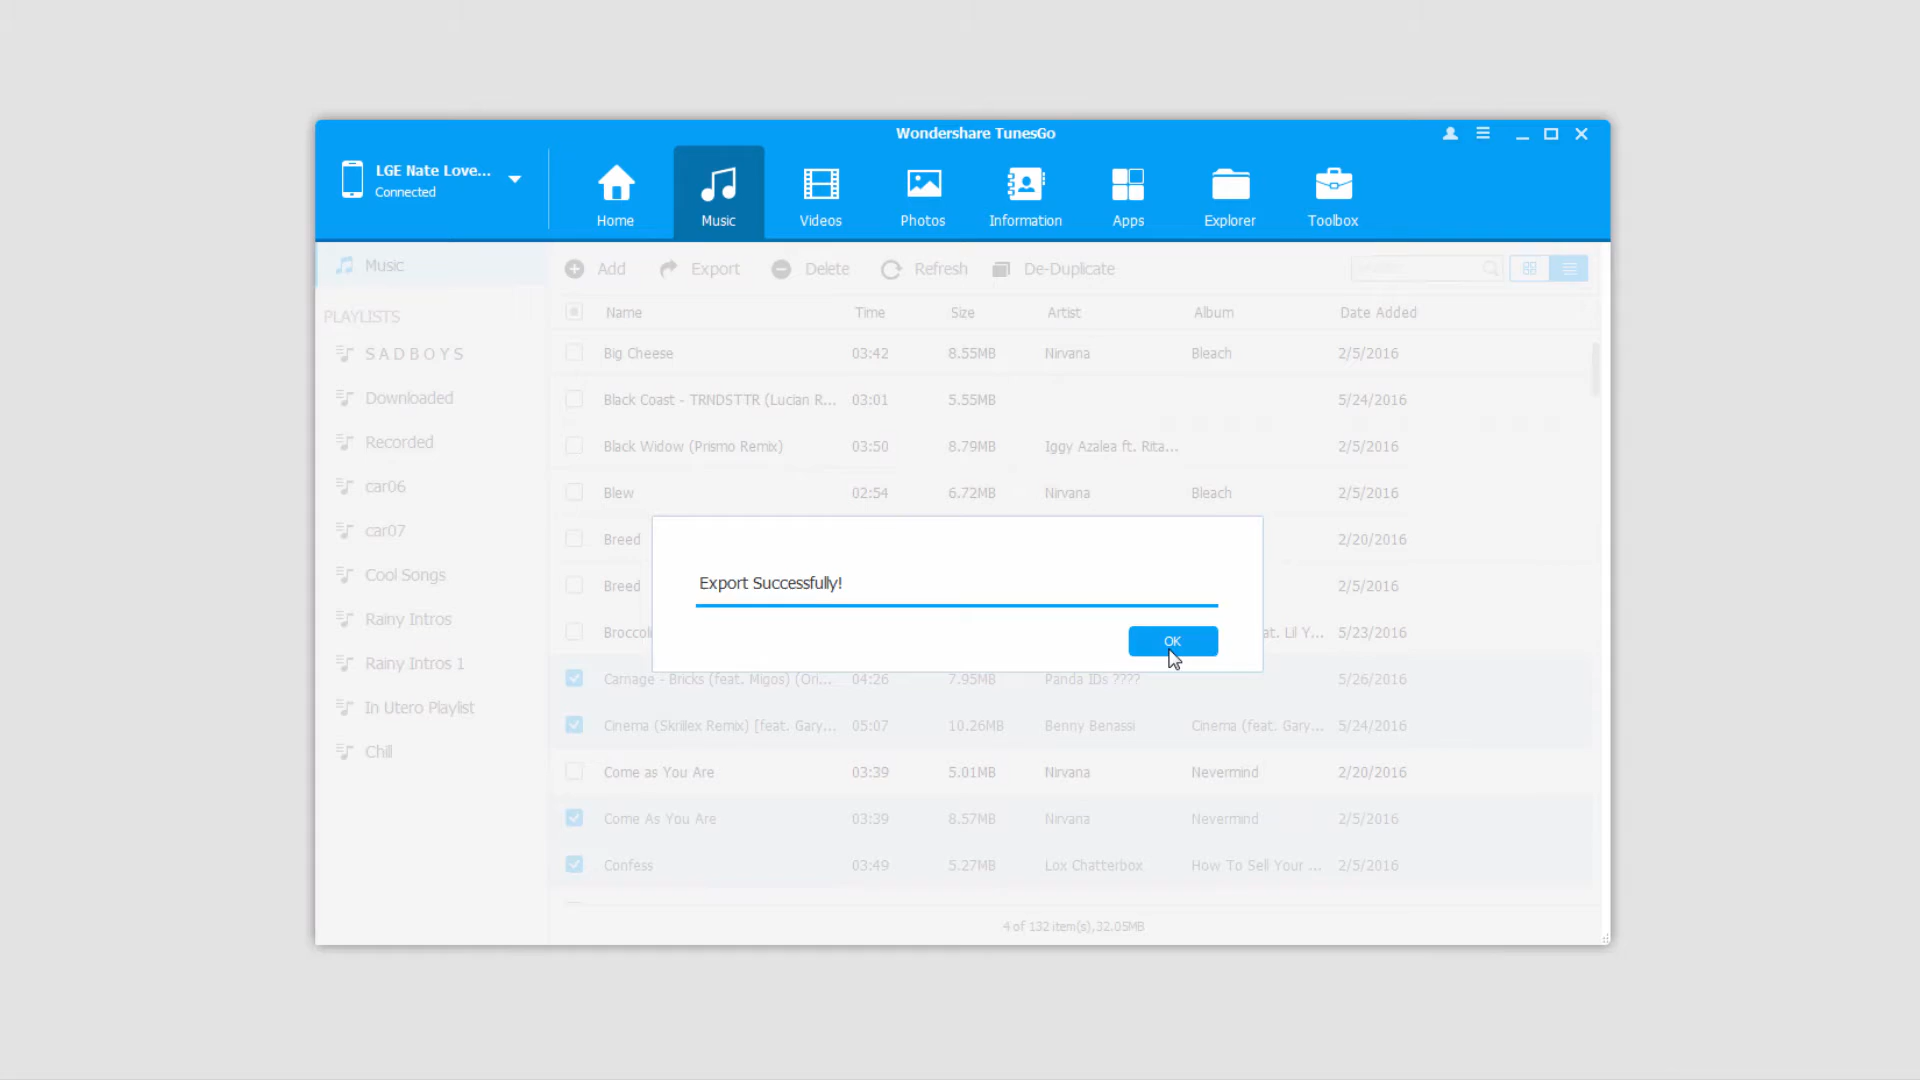 Wondershare TunesGo
LGE Nate Love...
Connected
Home
Music
Videos
Photos
Information
Apps
Explorer
Toolbox
Music
Add
Export
Delete
Refresh
De-Duplicate
PLAYLISTS
S A D B O Y S
Downloaded
Recorded
car06
car07
Cool Songs
Rainy Intros
Rainy Intros 1
In Utero Playlist
Chill
Name Time Size Artist Album Date Added
Big Cheese 03:42 8.55MB Nirvana Bleach 2/5/2016
Black Coast - TRNDSTTR (Lucian R... 03:01 5.55MB 5/24/2016
Black Widow (Prismo Remix) 03:50 8.79MB Iggy Azalea ft. Rita... 2/5/2016
Blew 02:54 6.72MB Nirvana Bleach 2/5/2016
Breed 2/20/2016
Breed 2/5/2016
Broccoli at. Lil Y... 5/23/2016
Export Successfully!
OK
Carnage - Bricks (feat. Migos) (Ori... 04:26 7.95MB Panda IDs ???? 5/26/2016
Cinema (Skrillex Remix) [feat. Gary... 05:07 10.26MB Benny Benassi Cinema (feat. Gary... 5/24/2016
Come as You Are 03:39 5.01MB Nirvana Nevermind 2/20/2016
Come As You Are 03:39 8.57MB Nirvana Nevermind 2/5/2016
Confess 03:49 5.27MB Lox Chatterbox How To Sell Your ... 2/5/2016
4 of 132 item(s),32.05MB